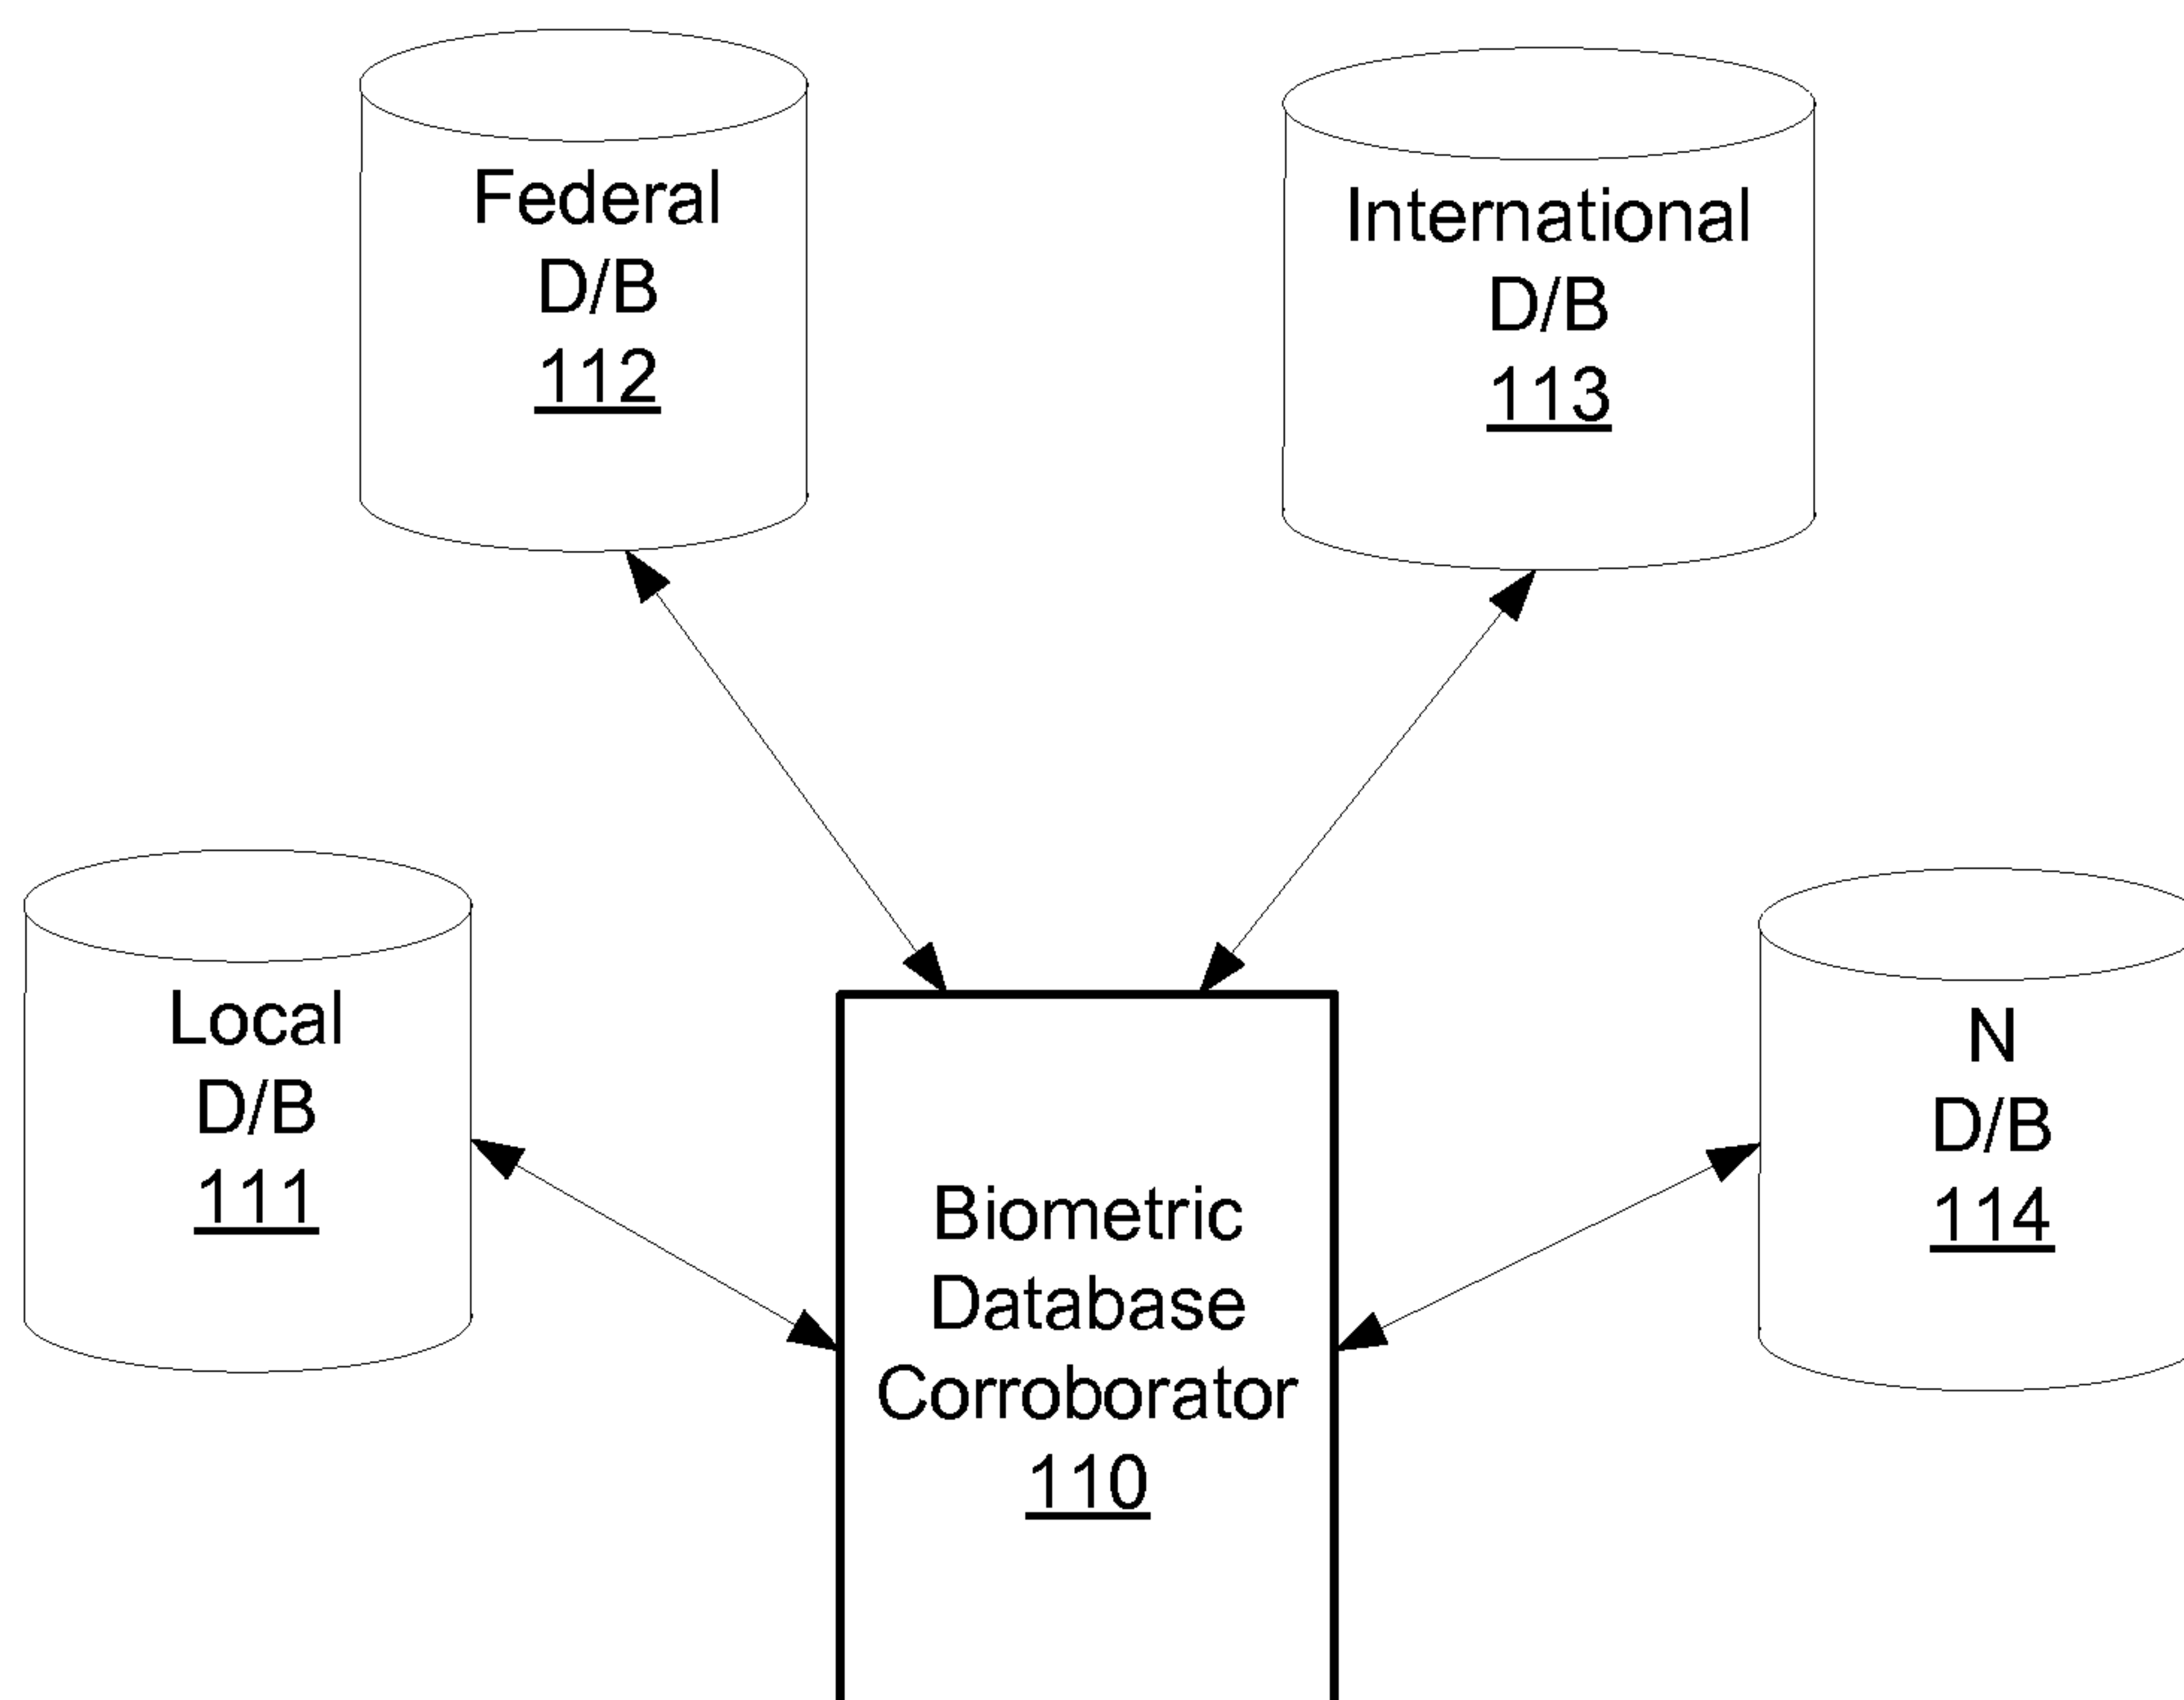 Federal
D/B
112
International
D/B
113
Local
D/B
111
N
D/B
114
Biometric
Database
Corroborator
110